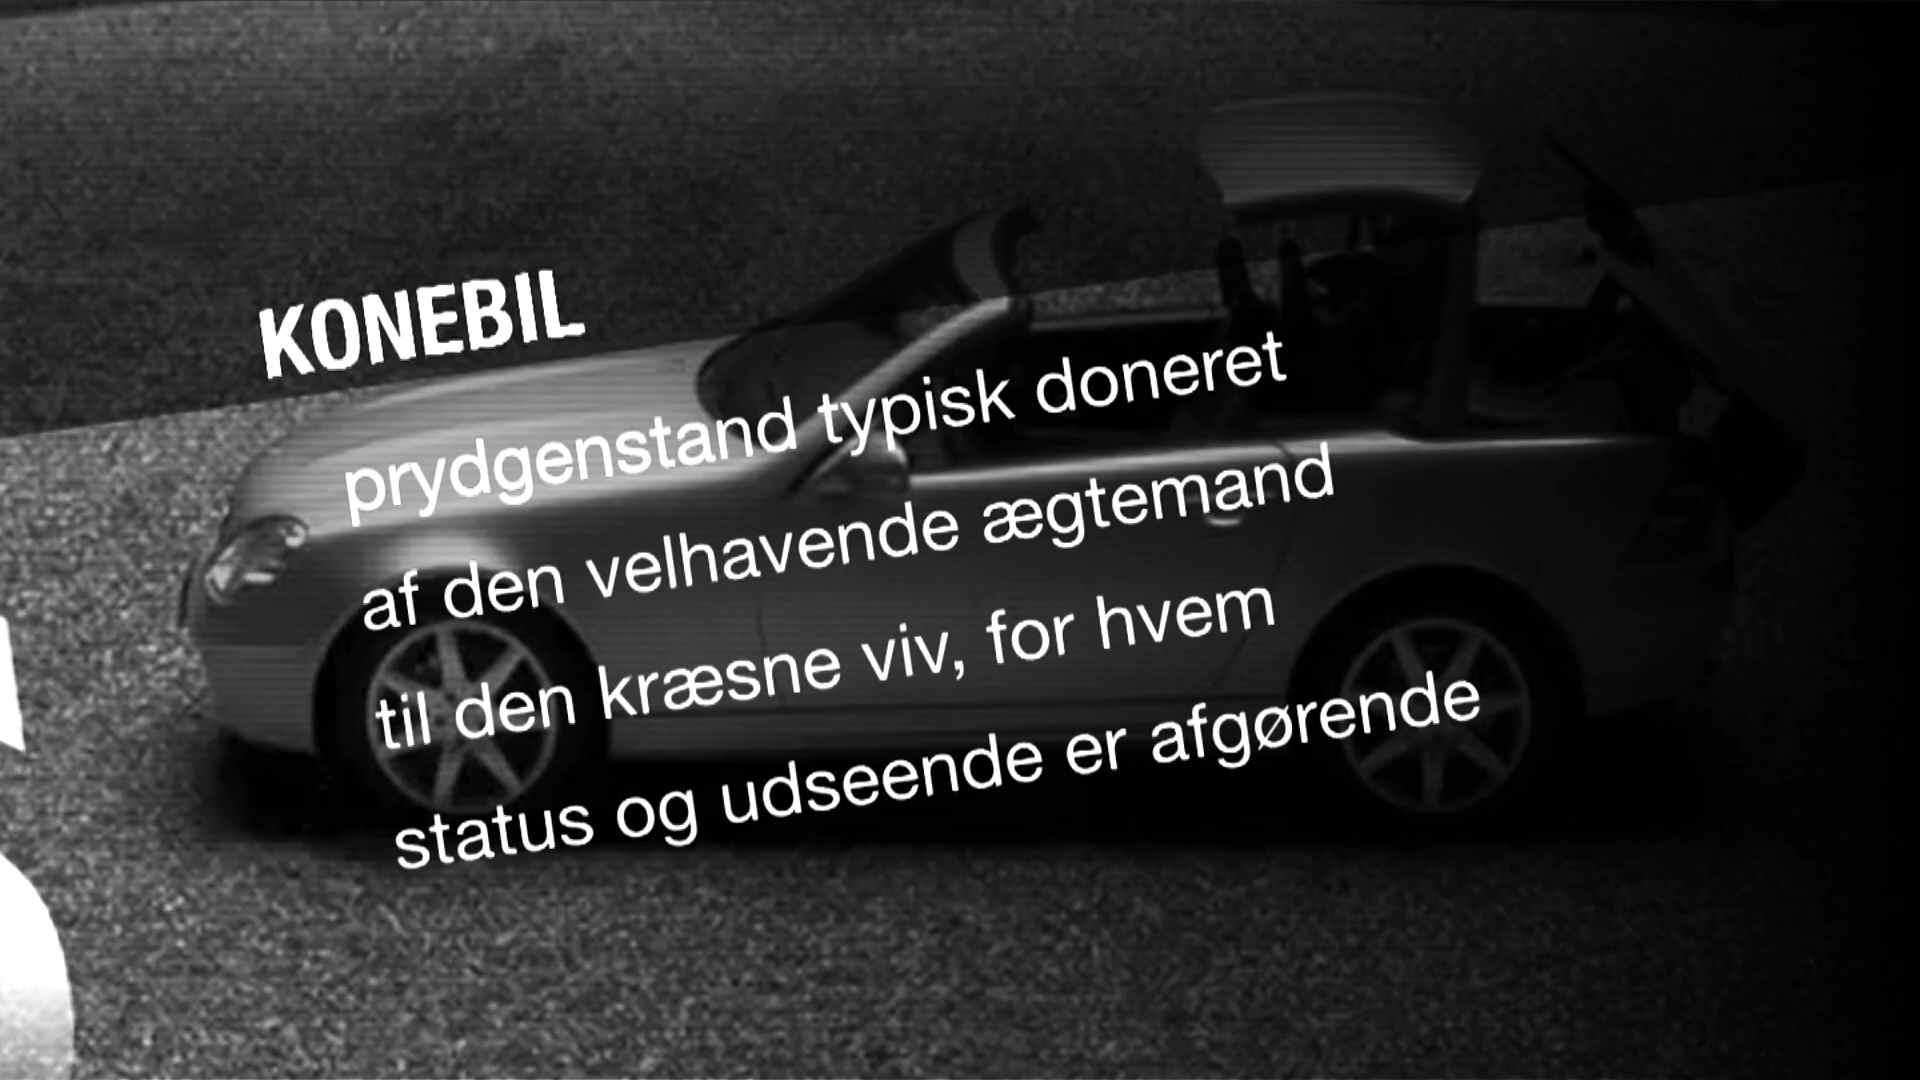 KONEBIL
prydgenstand typisk doneret
af den velhavende ægtemand
til den kræsne viv, for hvem
status og udseende er afgørende